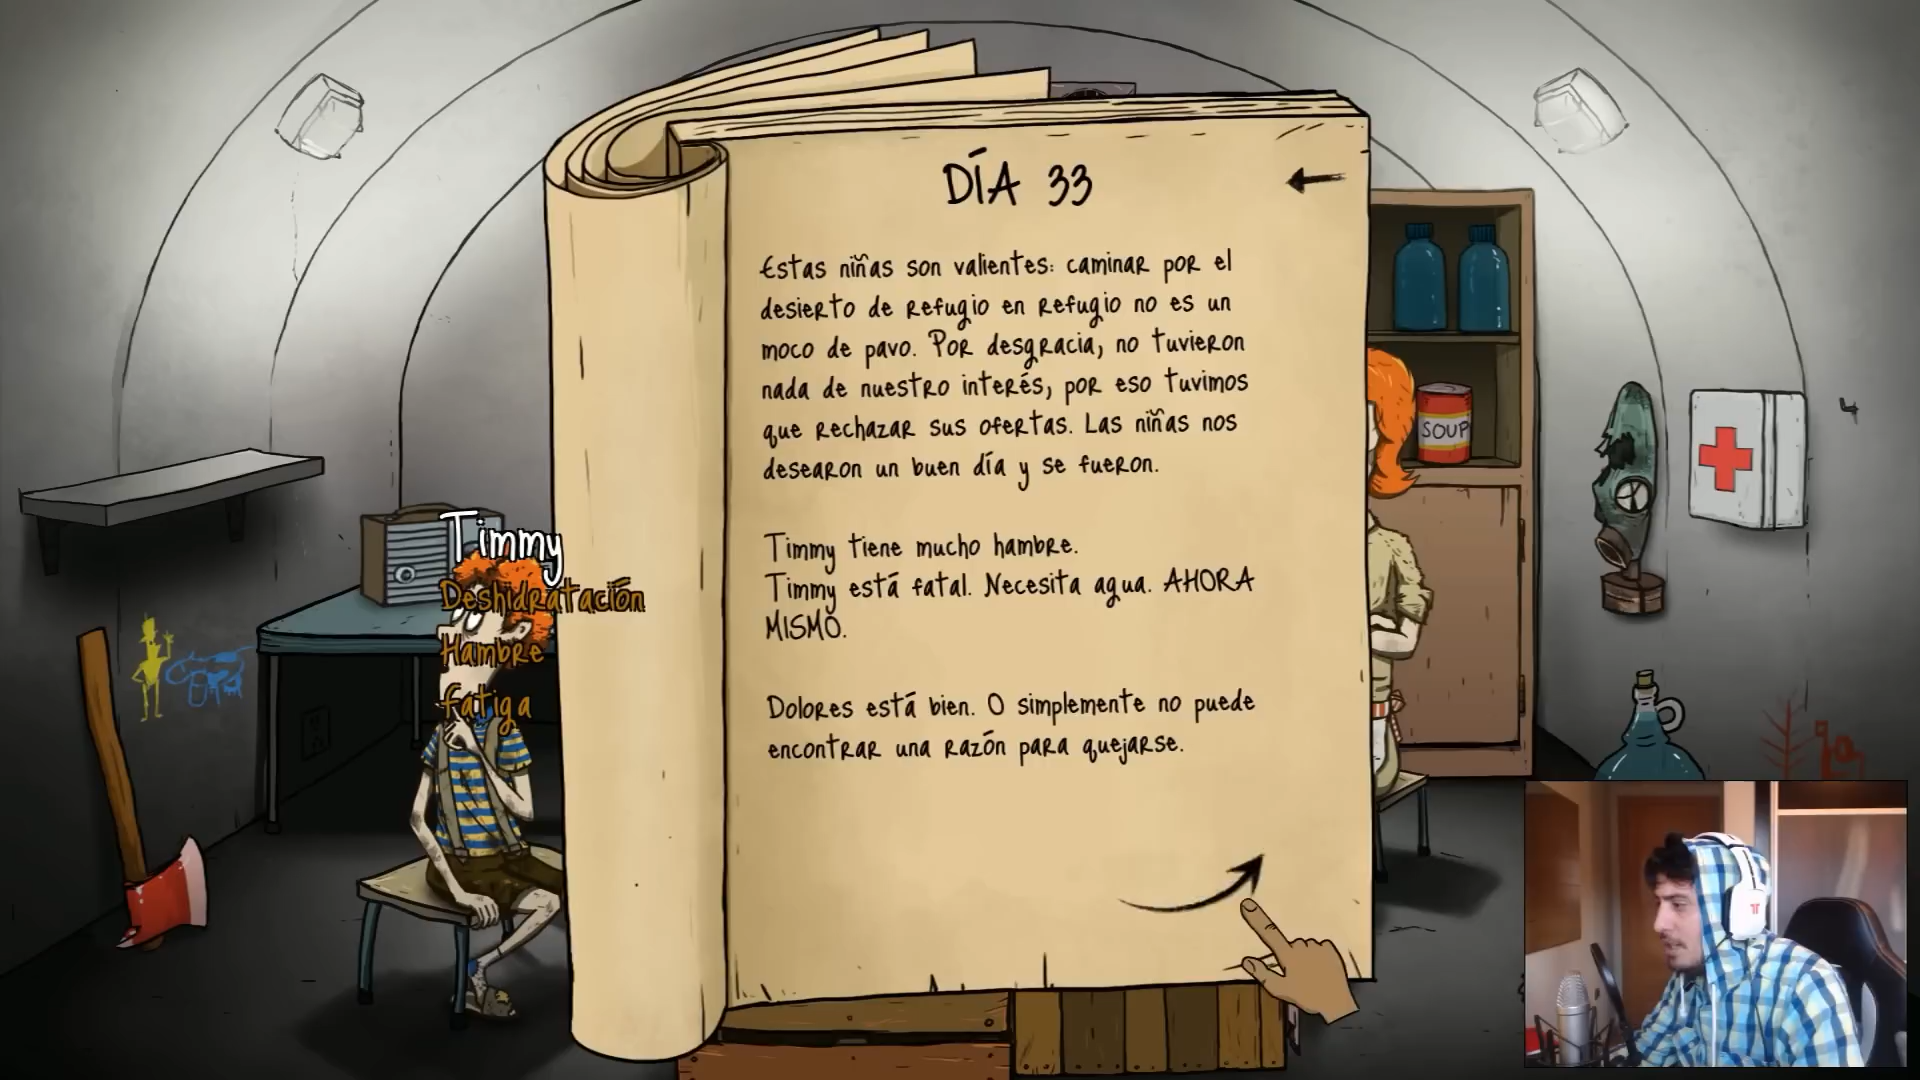 DÍA 33
Estas niñas son valientes: caminar por el
desierto de refugio en refugio no es un
moco de pavo. Por desgracia, no tuvieron
nada de nuestro interés, por eso tuvimos
que rechazar sus ofertas. Las niñas nos
desearon un buen día y se fueron.
Timmy tiene mucho hambre.
Timmy está fatal. Necesita agua. AHORA
MISMO.
Dolores está bien. O simplemente no puede
encontrar una razón para quejarse.
Timmy
Deshidratación
Hambre
Fatiga
SOUP